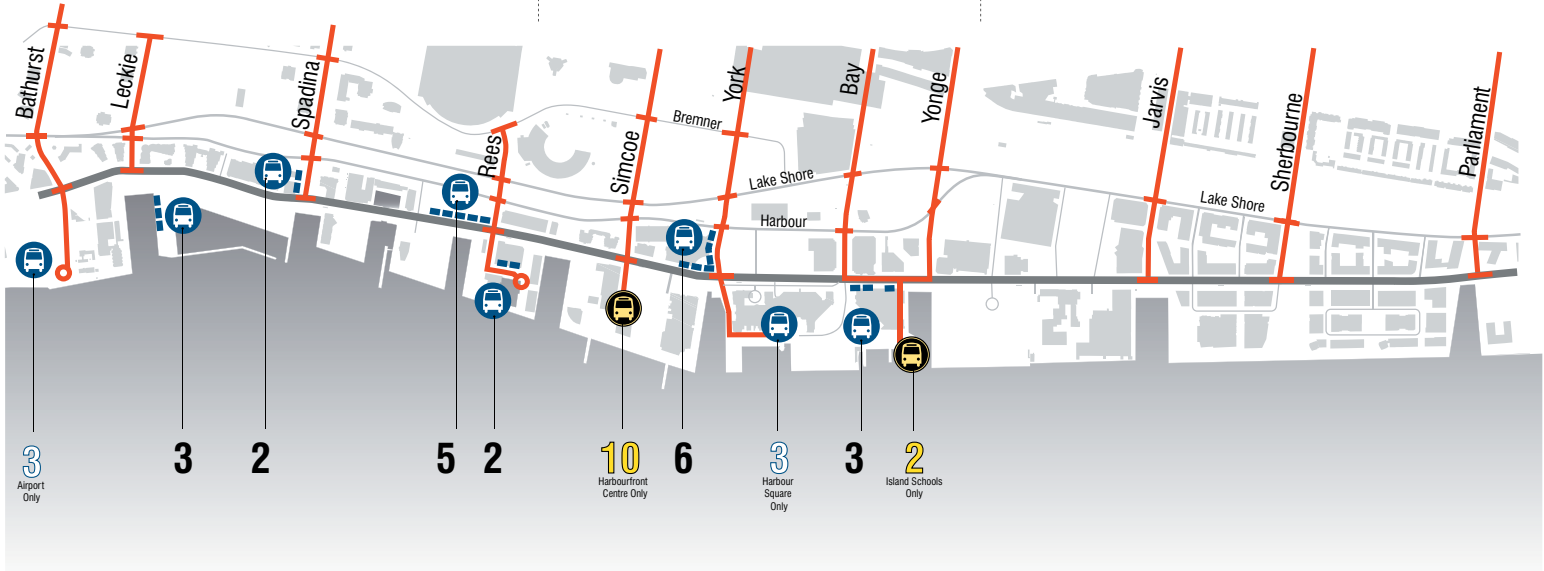 Bathurst
Leckie
Spadina
Rees
Simcoe
Bremner
York
Bay
Yonge
Jarvis
Sherbourne
Parliament
Lake Shore
Lake Shore
Harbour
3
Airport
Only
3
2
5
2
10
Harbourfront
Centre Only
6
3
Harbour
Square
Only
3
2
Island Schools
Only